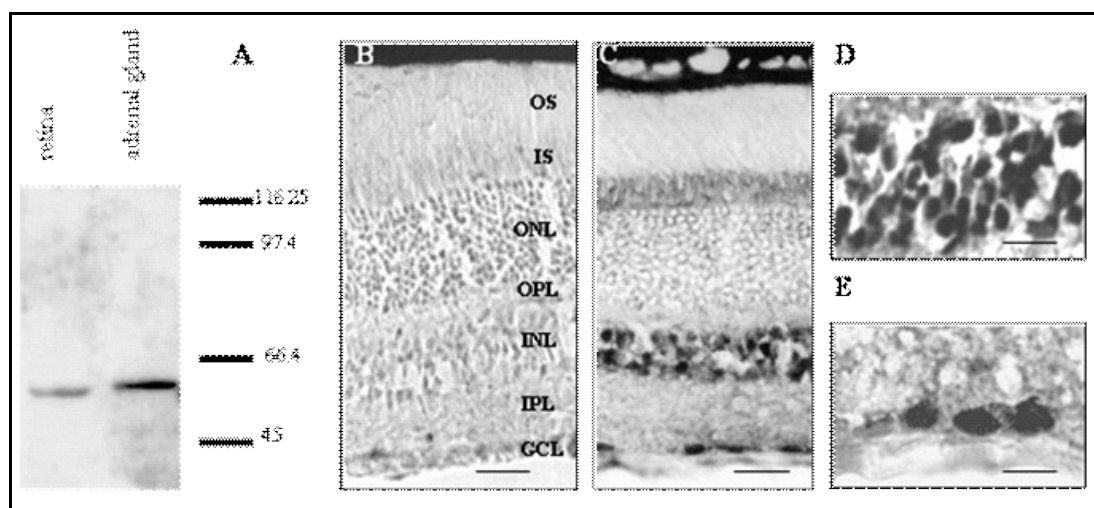 retina
adrenal gland
A
116.25
97.4
66.4
45
B
OS
IS
ONL
OPL
INL
IPL
GCL
C
D
E